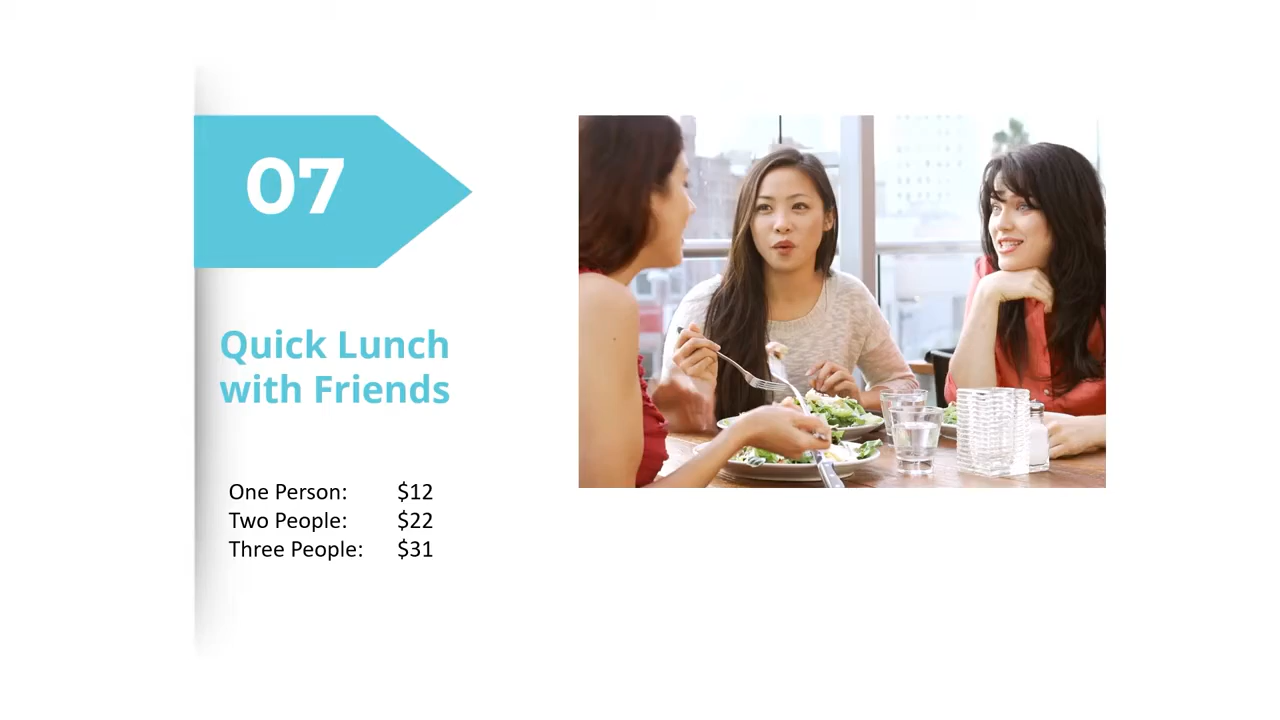 07
Quick Lunch
with Friends
One Person: $12
Two People: $22
Three People: $31